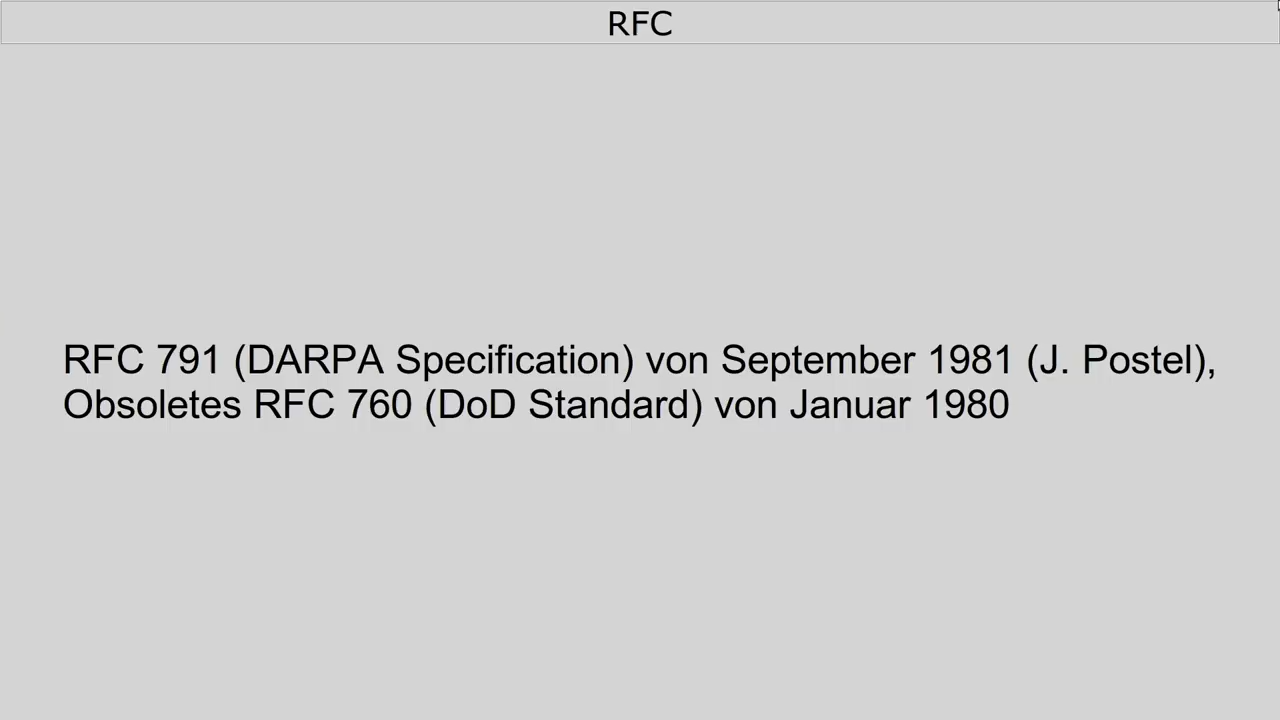 RFC
RFC 791 (DARPA Specification) von September 1981 (J. Postel),
Obsoletes RFC 760 (DoD Standard) von Januar 1980